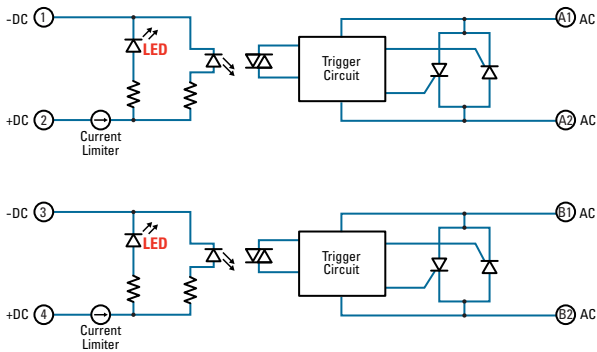 -DC 1
A1 AC
LED
Trigger
Circuit
+DC 2
A2 AC
Current
Limiter
-DC 3
B1 AC
LED
Trigger
Circuit
+DC 4
B2 AC
Current
Limiter